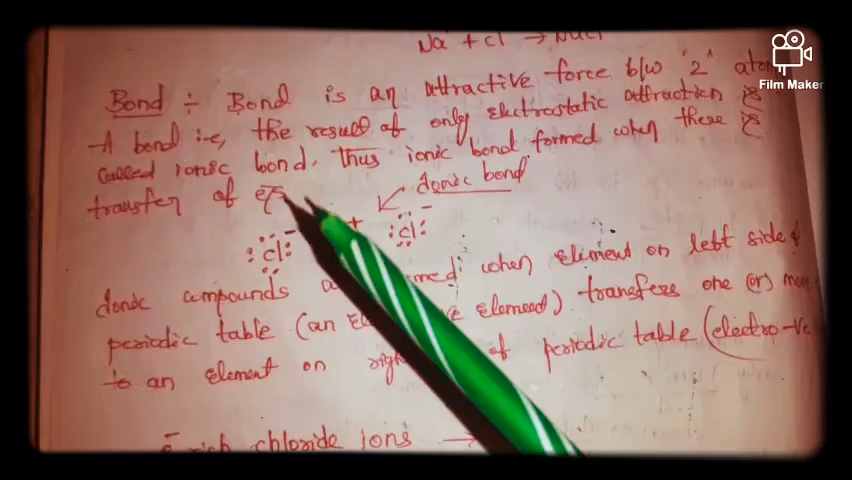 Na + Cl → NaCl
Film Maker
Bond ÷ Bond is an attractive force b/w "2" atom
A bond i.e, the result of only electrostatic attraction is
called ionic bond. Thus ionic bond formed when there is
transfer of e⁻s
Ionic bond
:Cl:⁻ + :Cl:⁻
Ionic compounds when element on left side of
periodic table (an element) transfers one (or) more
to an element on of periodic table (electro-ve
rich chloride ions →